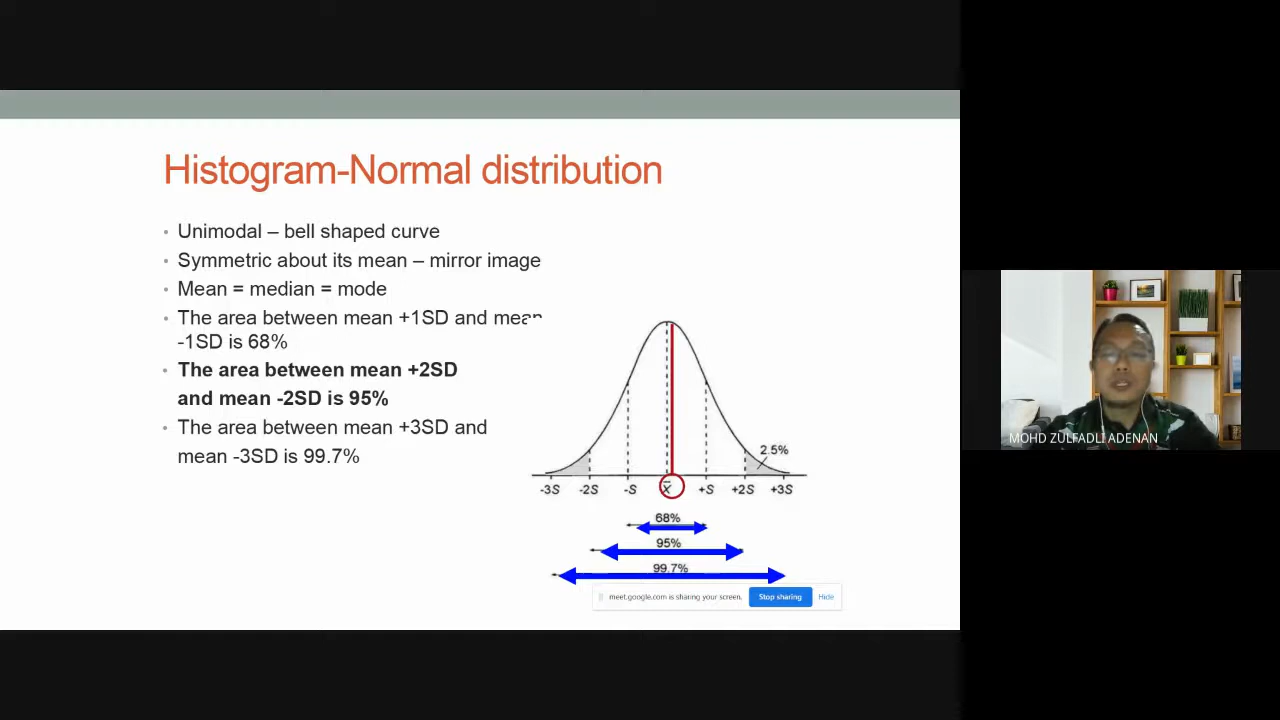 Histogram-Normal distribution
• Unimodal – bell shaped curve
• Symmetric about its mean – mirror image
• Mean = median = mode
• The area between mean +1SD and mean
-1SD is 68%
• The area between mean +2SD
and mean -2SD is 95%
• The area between mean +3SD and
mean -3SD is 99.7%
2.5%
-3S -2S -S x̅ +S +2S +3S
68%
95%
99.7%
meet.google.com is sharing your screen. Stop sharing Hide
MOHD ZULFADLI ADENAN